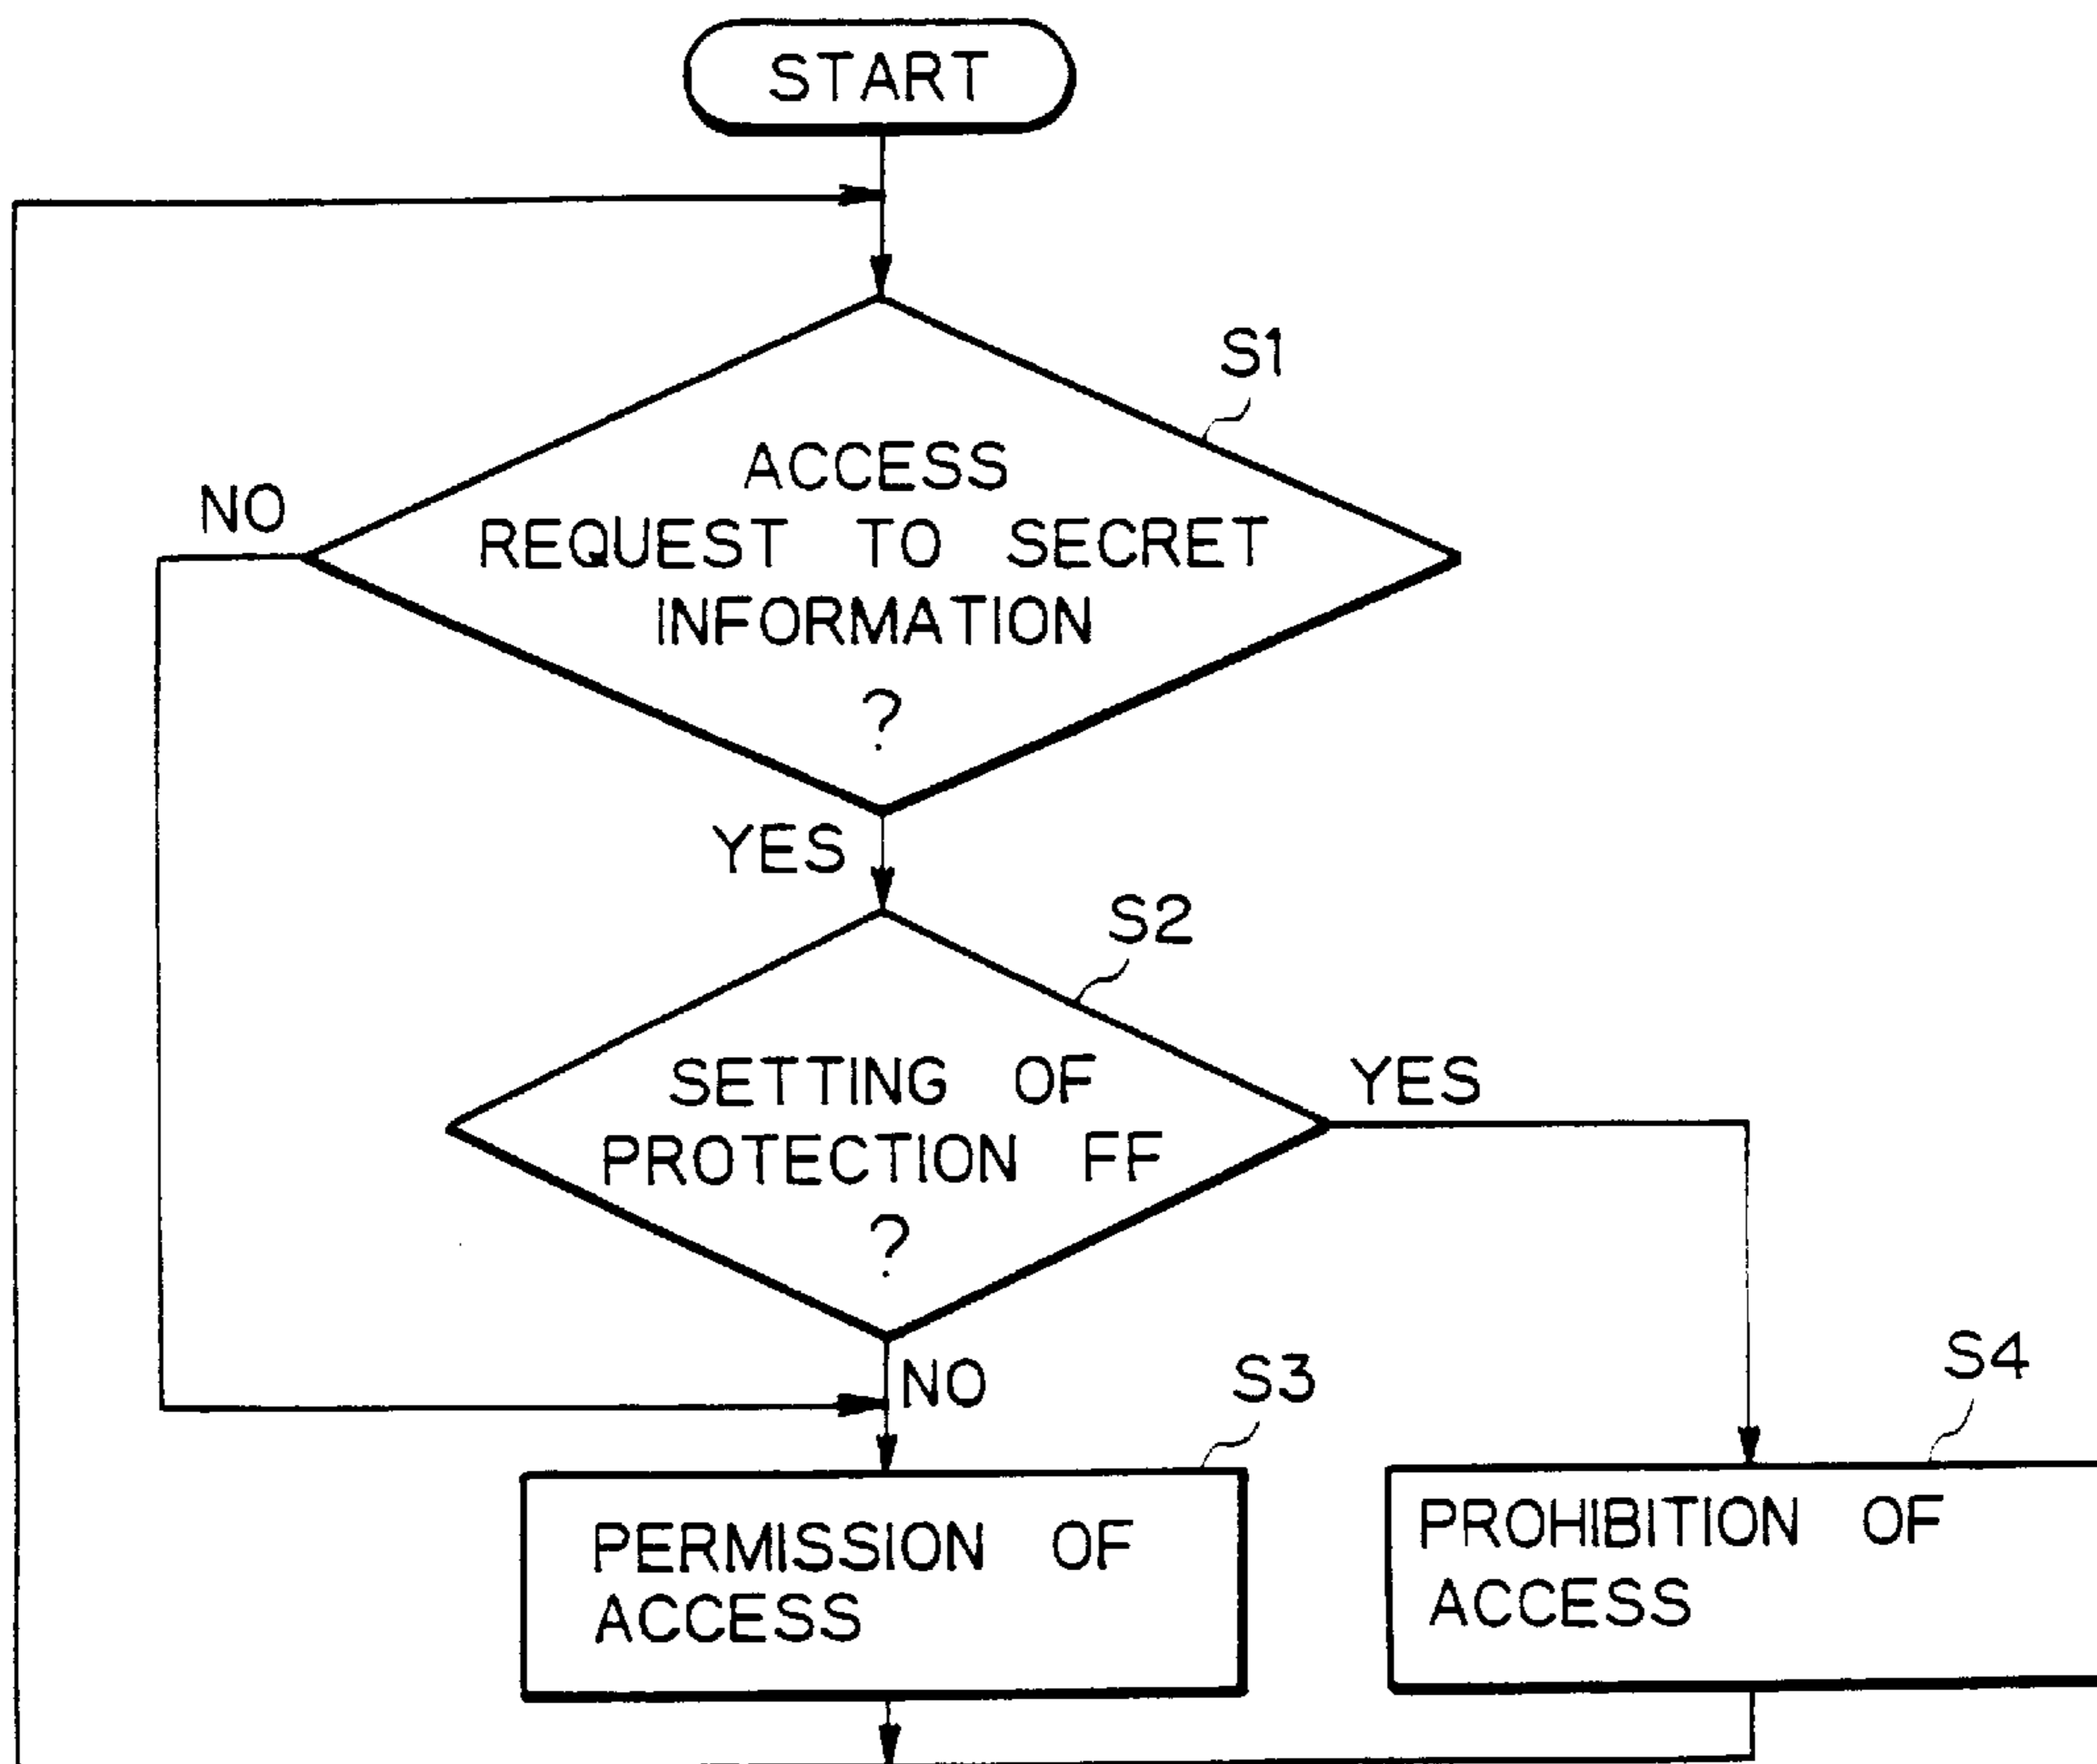 START
S1
ACCESS
REQUEST TO SECRET
INFORMATION
?
NO
YES
S2
SETTING OF
PROTECTION FF
?
YES
NO
S3
PERMISSION OF
ACCESS
S4
PROHIBITION OF
ACCESS